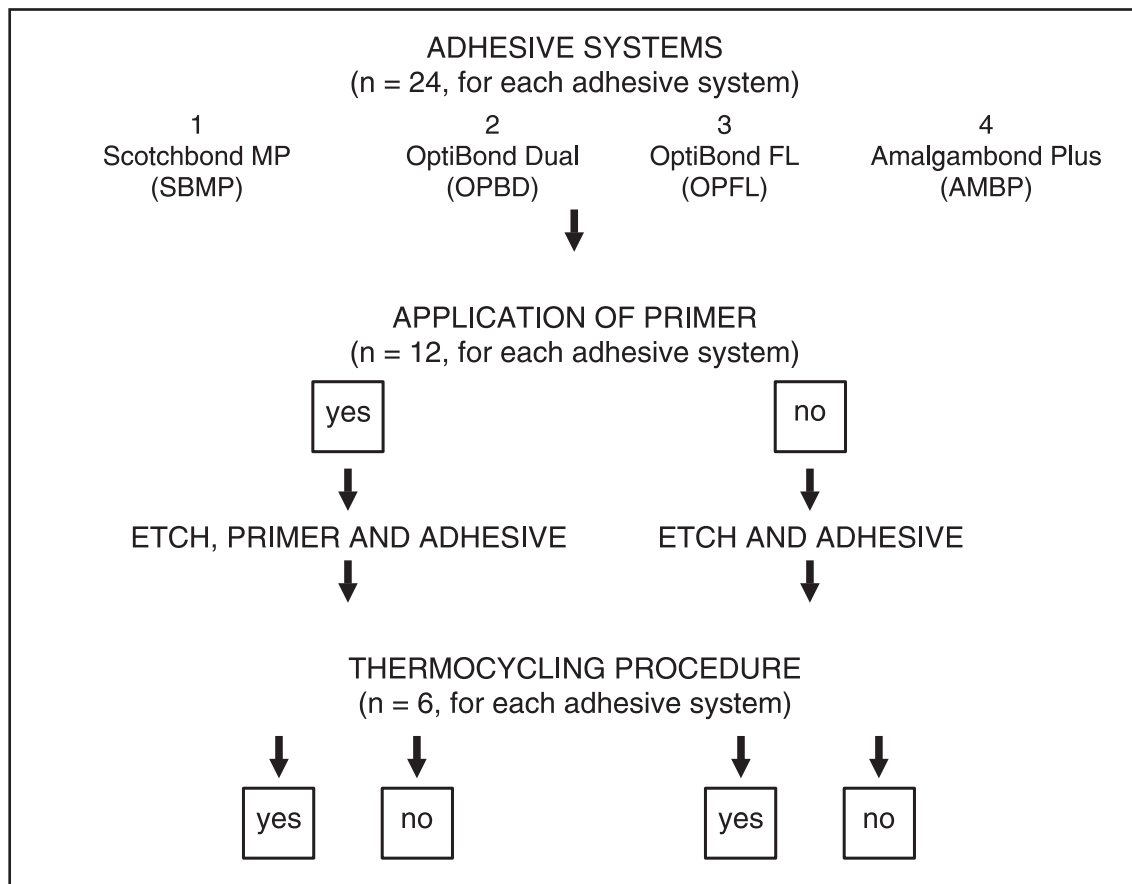 ADHESIVE SYSTEMS
(n = 24, for each adhesive system)
1 2 3 4
Scotchbond MP OptiBond Dual OptiBond FL Amalgambond Plus
(SBMP) (OPBD) (OPFL) (AMBP)
APPLICATION OF PRIMER
(n = 12, for each adhesive system)
yes no
ETCH, PRIMER AND ADHESIVE ETCH AND ADHESIVE
THERMOCYCLING PROCEDURE
(n = 6, for each adhesive system)
yes no yes no